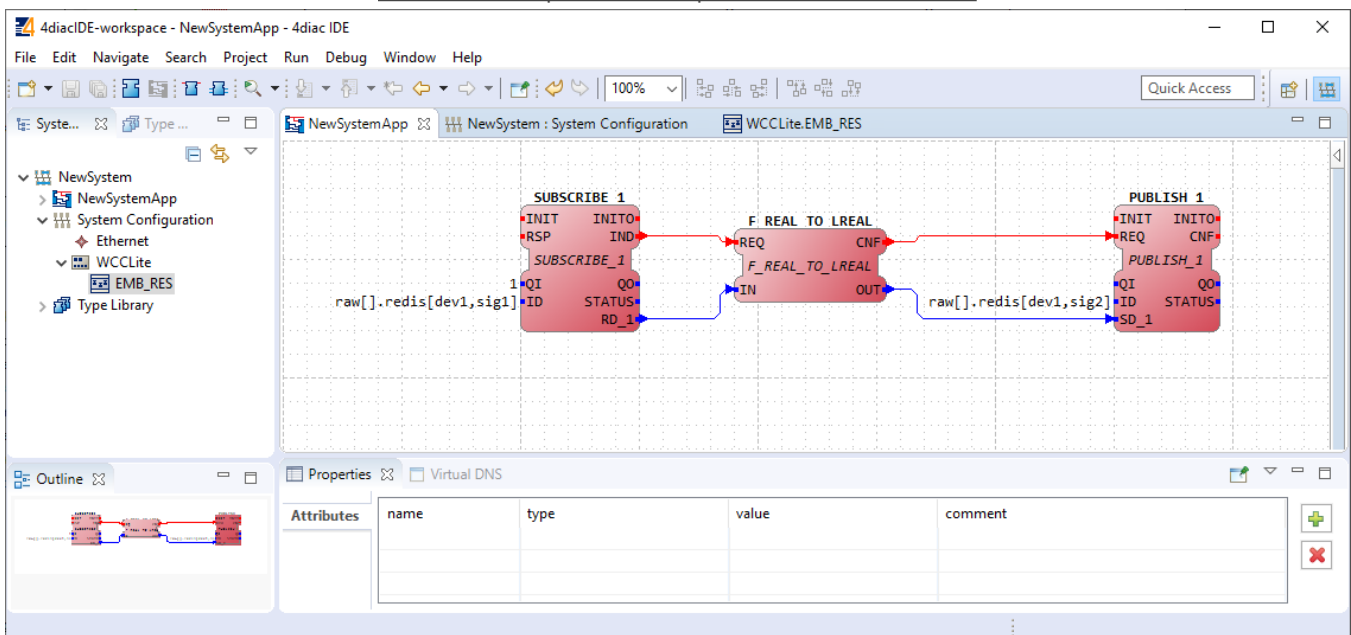 4diacIDE-workspace - NewSystemApp - 4diac IDE
File Edit Navigate Search Project Run Debug Window Help
100%
Quick Access
Syste...
Type ...
NewSystemApp
NewSystem : System Configuration
WCCLite.EMB_RES
NewSystem
NewSystemApp
System Configuration
Ethernet
WCCLite
EMB_RES
Type Library
SUBSCRIBE_1
INIT INITO
RSP IND
SUBSCRIBE_1
1 QI QO
raw[].redis[dev1,sig1] ID STATUS
RD_1
F_REAL_TO_LREAL
REQ CNF
F_REAL_TO_LREAL
IN OUT
PUBLISH_1
INIT INITO
REQ CNF
PUBLISH_1
QI QO
raw[].redis[dev1,sig2] ID STATUS
SD_1
Outline
Properties
Virtual DNS
Attributes
name type value comment